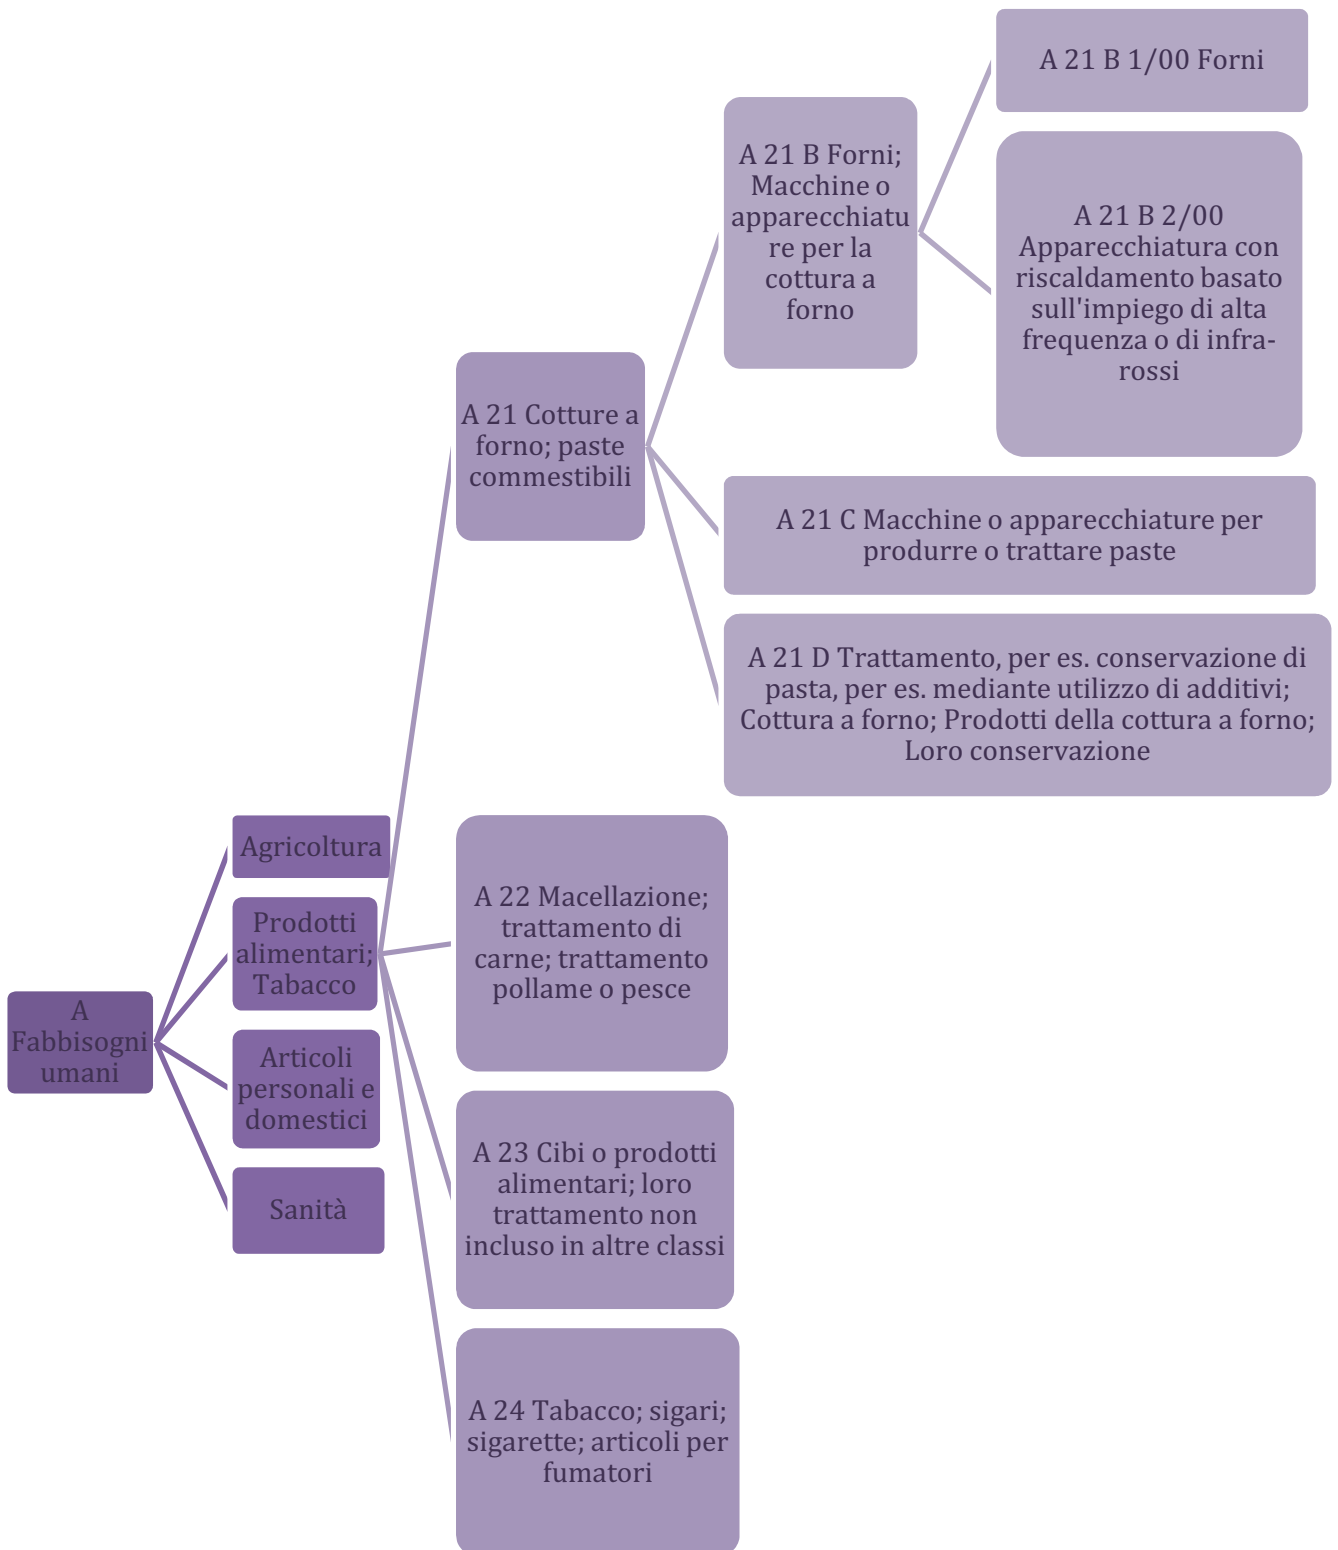 A 21 B 1/00 Forni
A 21 B Forni;
Macchine o
apparecchiatu
re per la
cottura a
forno
A 21 B 2/00
Apparecchiatura con
riscaldamento basato
sull'impiego di alta
frequenza o di infra-
rossi
A 21 Cotture a
forno; paste
commestibili
A 21 C Macchine o apparecchiature per
produrre o trattare paste
A 21 D Trattamento, per es. conservazione di
pasta, per es. mediante utilizzo di additivi;
Cottura a forno; Prodotti della cottura a forno;
Loro conservazione
Agricoltura
Prodotti
alimentari;
Tabacco
A
Fabbisogni
umani
Articoli
personali e
domestici
Sanità
A 22 Macellazione;
trattamento di
carne; trattamento
pollame o pesce
A 23 Cibi o prodotti
alimentari; loro
trattamento non
incluso in altre classi
A 24 Tabacco; sigari;
sigarette; articoli per
fumatori